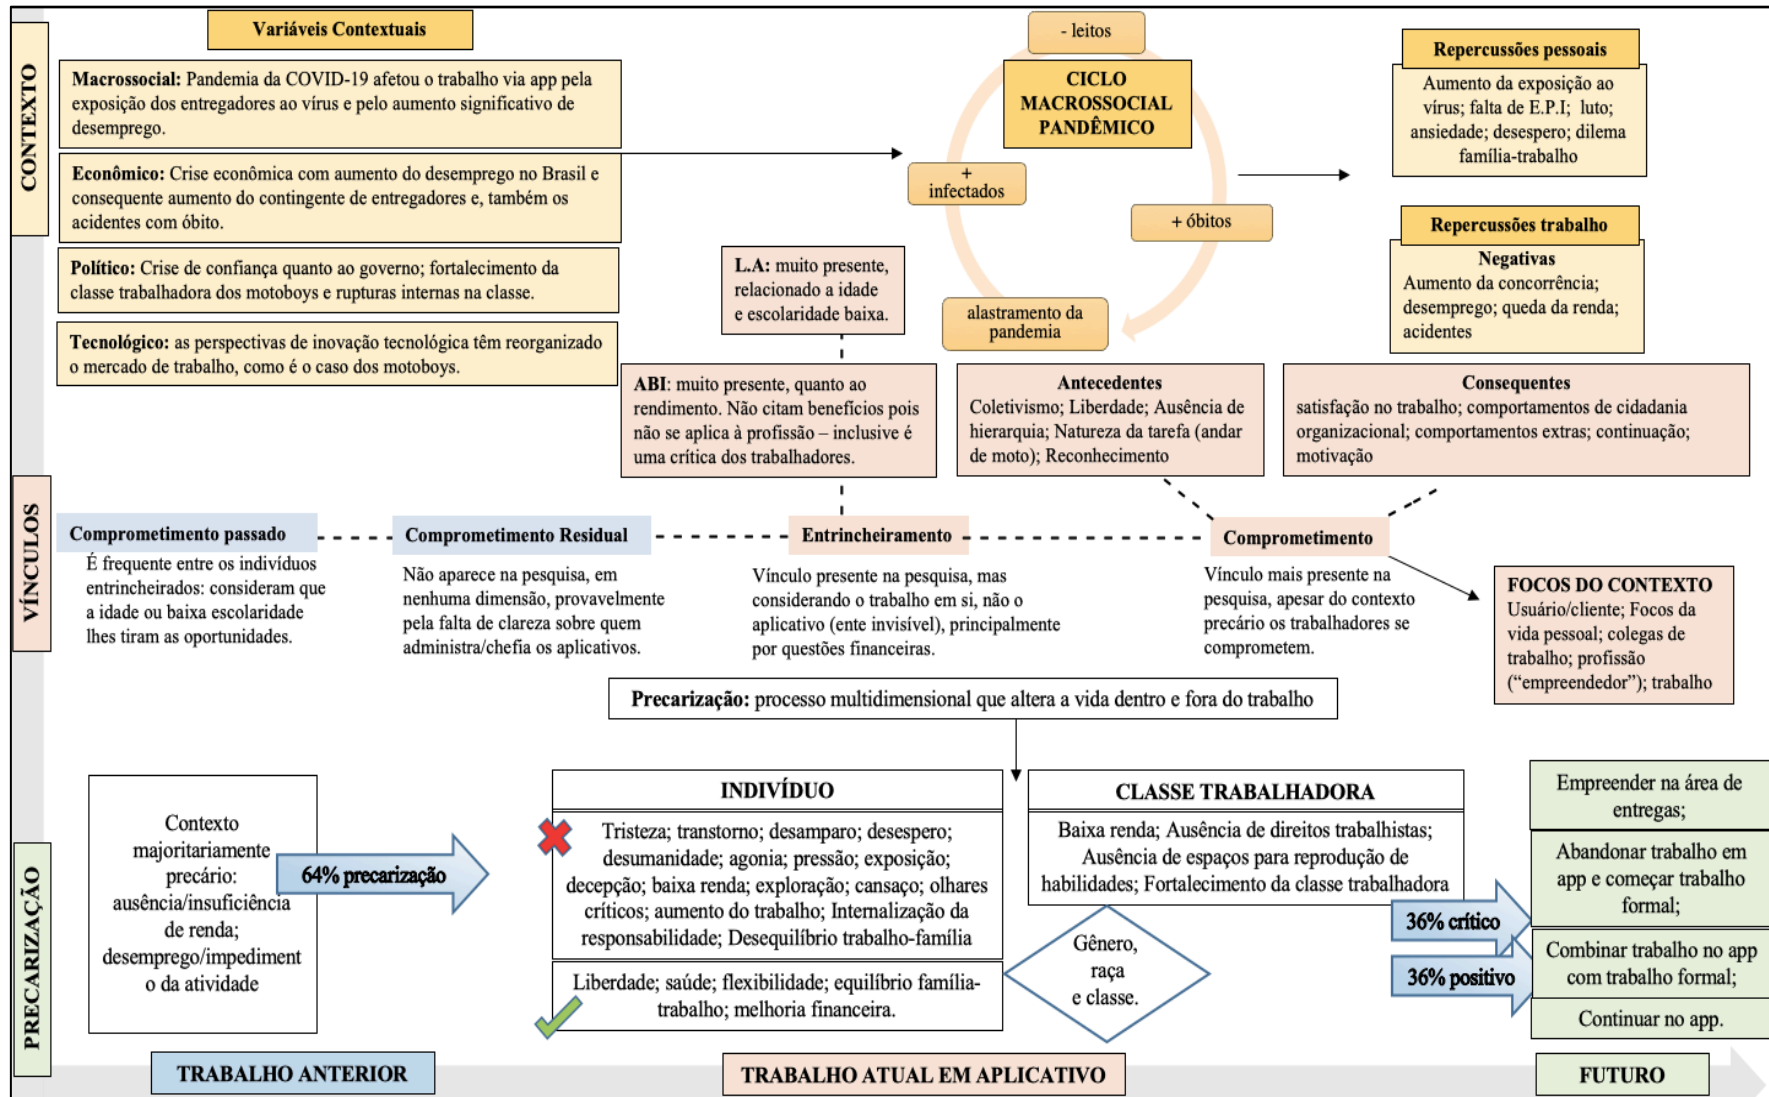 CONTEXTO
Variáveis Contextuais
Macrossocial: Pandemia da COVID-19 afetou o trabalho via app pela
exposição dos entregadores ao vírus e pelo aumento significativo de
desemprego.
Econômico: Crise econômica com aumento do desemprego no Brasil e
consequente aumento do contingente de entregadores e, também os
acidentes com óbito.
Político: Crise de confiança quanto ao governo; fortalecimento da
classe trabalhadora dos motoboys e rupturas internas na classe.
Tecnológico: as perspectivas de inovação tecnológica têm reorganizado
o mercado de trabalho, como é o caso dos motoboys.
- leitos
CICLO
MACROSSOCIAL
PANDÊMICO
+
infectados
+ óbitos
alastramento da
pandemia
Repercussões pessoais
Aumento da exposição ao
vírus; falta de E.P.I; luto;
ansiedade; desespero; dilema
família-trabalho
Repercussões trabalho
Negativas
Aumento da concorrência;
desemprego; queda da renda;
acidentes
VÍNCULOS
L.A: muito presente,
relacionado a idade
e escolaridade baixa.
ABI: muito presente, quanto ao
rendimento. Não citam benefícios pois
não se aplica à profissão – inclusive é
uma crítica dos trabalhadores.
Antecedentes
Coletivismo; Liberdade; Ausência de
hierarquia; Natureza da tarefa (andar
de moto); Reconhecimento
Consequentes
satisfação no trabalho; comportamentos de cidadania
organizacional; comportamentos extras; continuação;
motivação
Comprometimento passado
É frequente entre os indivíduos
entrincheirados: consideram que
a idade ou baixa escolaridade
lhes tiram as oportunidades.
Comprometimento Residual
Não aparece na pesquisa, em
nenhuma dimensão, provavelmente
pela falta de clareza sobre quem
administra/chefia os aplicativos.
Entrincheiramento
Vínculo presente na pesquisa, mas
considerando o trabalho em si, não o
aplicativo (ente invisível), principalmente
por questões financeiras.
Comprometimento
Vínculo mais presente na
pesquisa, apesar do contexto
precário os trabalhadores se
comprometem.
FOCOS DO CONTEXTO
Usuário/cliente; Focos da
vida pessoal; colegas de
trabalho; profissão
(“empreendedor”); trabalho
PRECARIZAÇÃO
Precarização: processo multidimensional que altera a vida dentro e fora do trabalho
Contexto
majoritariamente
precário:
ausência/insuficiência
de renda;
desemprego/impediment
o da atividade
64% precarização
INDIVÍDUO
Tristeza; transtorno; desamparo; desespero;
desumanidade; agonia; pressão; exposição;
decepção; baixa renda; exploração; cansaço; olhares
críticos; aumento do trabalho; Internalização da
responsabilidade; Desequilíbrio trabalho-família
Liberdade; saúde; flexibilidade; equilíbrio família-
trabalho; melhoria financeira.
CLASSE TRABALHADORA
Baixa renda; Ausência de direitos trabalhistas;
Ausência de espaços para reprodução de
habilidades; Fortalecimento da classe trabalhadora
Gênero,
raça
e classe.
36% crítico
36% positivo
Empreender na área de
entregas;
Abandonar trabalho em
app e começar trabalho
formal;
Combinar trabalho no app
com trabalho formal;
Continuar no app.
TRABALHO ANTERIOR
TRABALHO ATUAL EM APLICATIVO
FUTURO